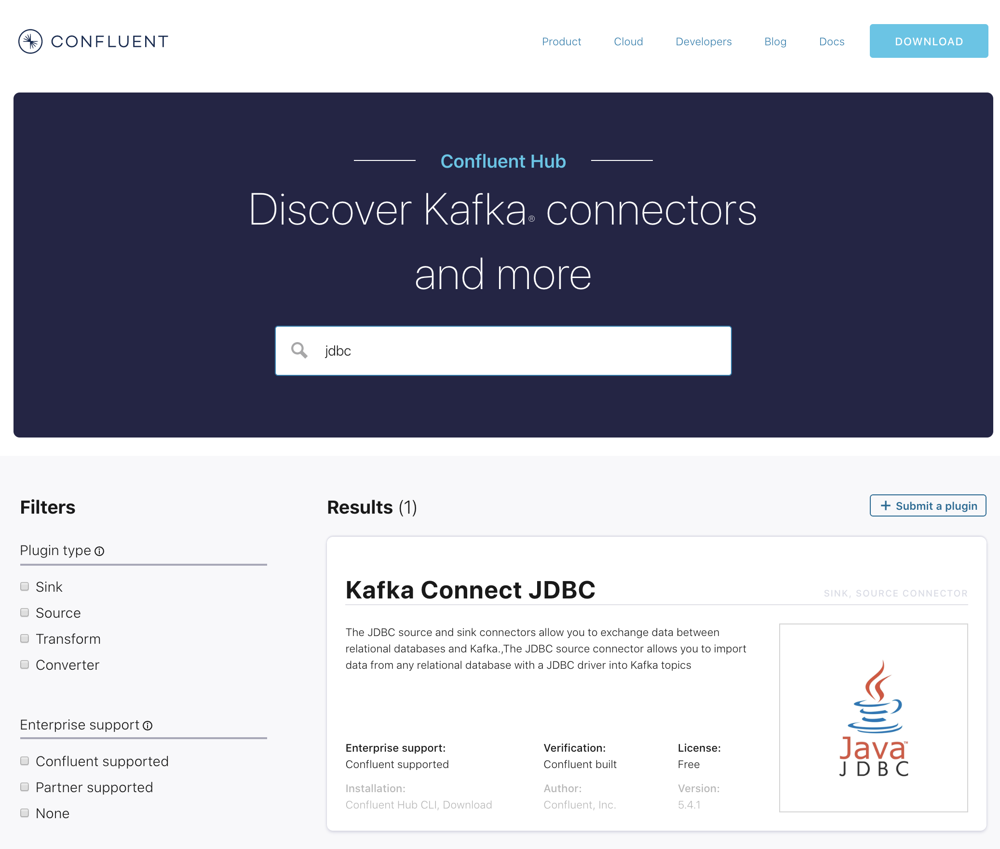 CONFLUENT
Product Cloud Developers Blog Docs DOWNLOAD
Confluent Hub
Discover Kafka® connectors
and more
jdbc
Filters
Plugin type
Sink
Source
Transform
Converter
Enterprise support
Confluent supported
Partner supported
None
Results (1)
+ Submit a plugin
Kafka Connect JDBC
SINK, SOURCE CONNECTOR
The JDBC source and sink connectors allow you to exchange data between
relational databases and Kafka.,The JDBC source connector allows you to import
data from any relational database with a JDBC driver into Kafka topics
Enterprise support: Verification: License:
Confluent supported Confluent built Free
Installation: Author: Version:
Confluent Hub CLI, Download Confluent, Inc. 5.4.1
Java™
JDBC